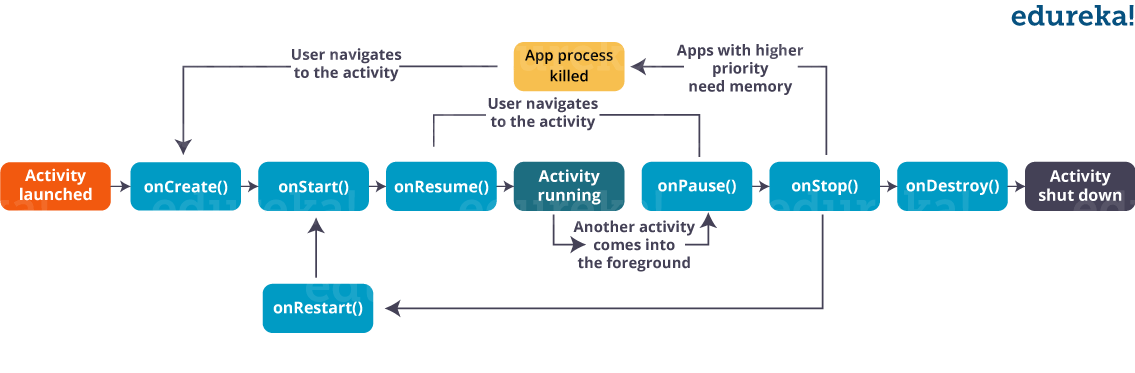 edureka!
User navigates
to the activity
App process
killed
Apps with higher
priority
need memory
User navigates
to the activity
Activity
launched
onCreate()
onStart()
onResume()
Activity
running
onPause()
onStop()
onDestroy()
Activity
shut down
Another activity
comes into
the foreground
onRestart()